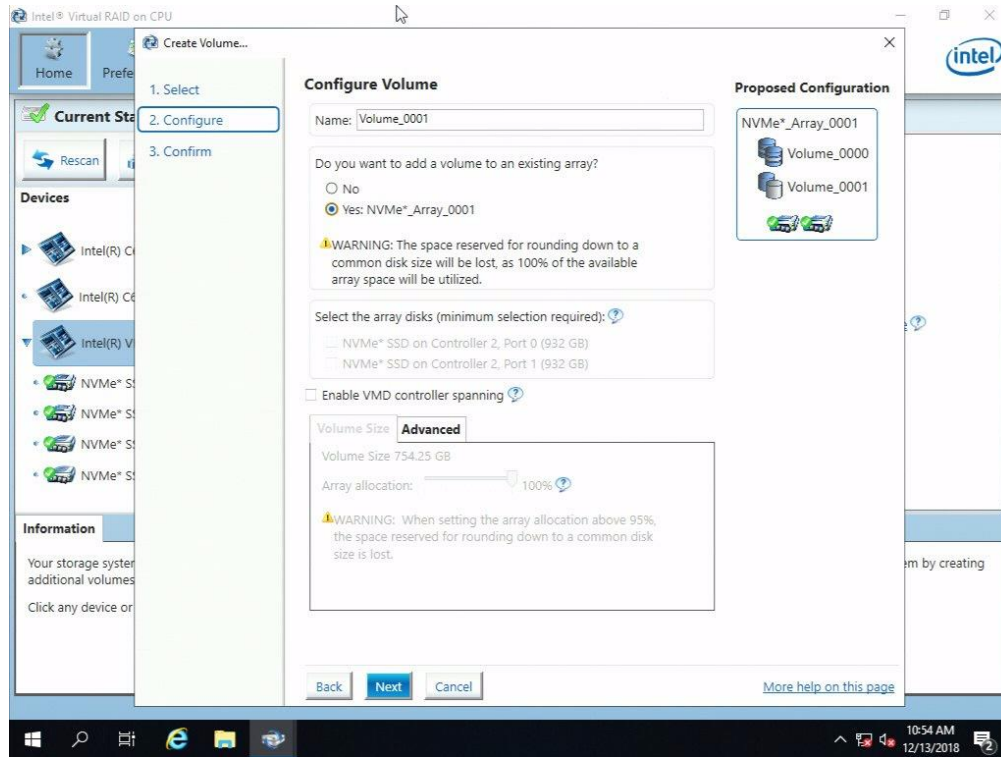 Intel® Virtual RAID on CPU
Home
Prefe
intel
Current Sta
Rescan
Devices
Intel(R) C
Intel(R) C6
Intel(R) V
NVMe* SS
NVMe* SS
NVMe* SS
NVMe* SS
Information
Your storage syster
em by creating
additional volumes
Click any device or
Create Volume...
1. Select
2. Configure
3. Confirm
Configure Volume
Name: Volume_0001
Do you want to add a volume to an existing array?
No
Yes: NVMe*_Array_0001
WARNING: The space reserved for rounding down to a
common disk size will be lost, as 100% of the available
array space will be utilized.
Select the array disks (minimum selection required):
NVMe* SSD on Controller 2, Port 0 (932 GB)
NVMe* SSD on Controller 2, Port 1 (932 GB)
Enable VMD controller spanning
Volume Size Advanced
Volume Size 754.25 GB
Array allocation: 100%
WARNING: When setting the array allocation above 95%,
the space reserved for rounding down to a common disk
size is lost.
Proposed Configuration
NVMe*_Array_0001
Volume_0000
Volume_0001
Back Next Cancel
More help on this page
10:54 AM
12/13/2018
2